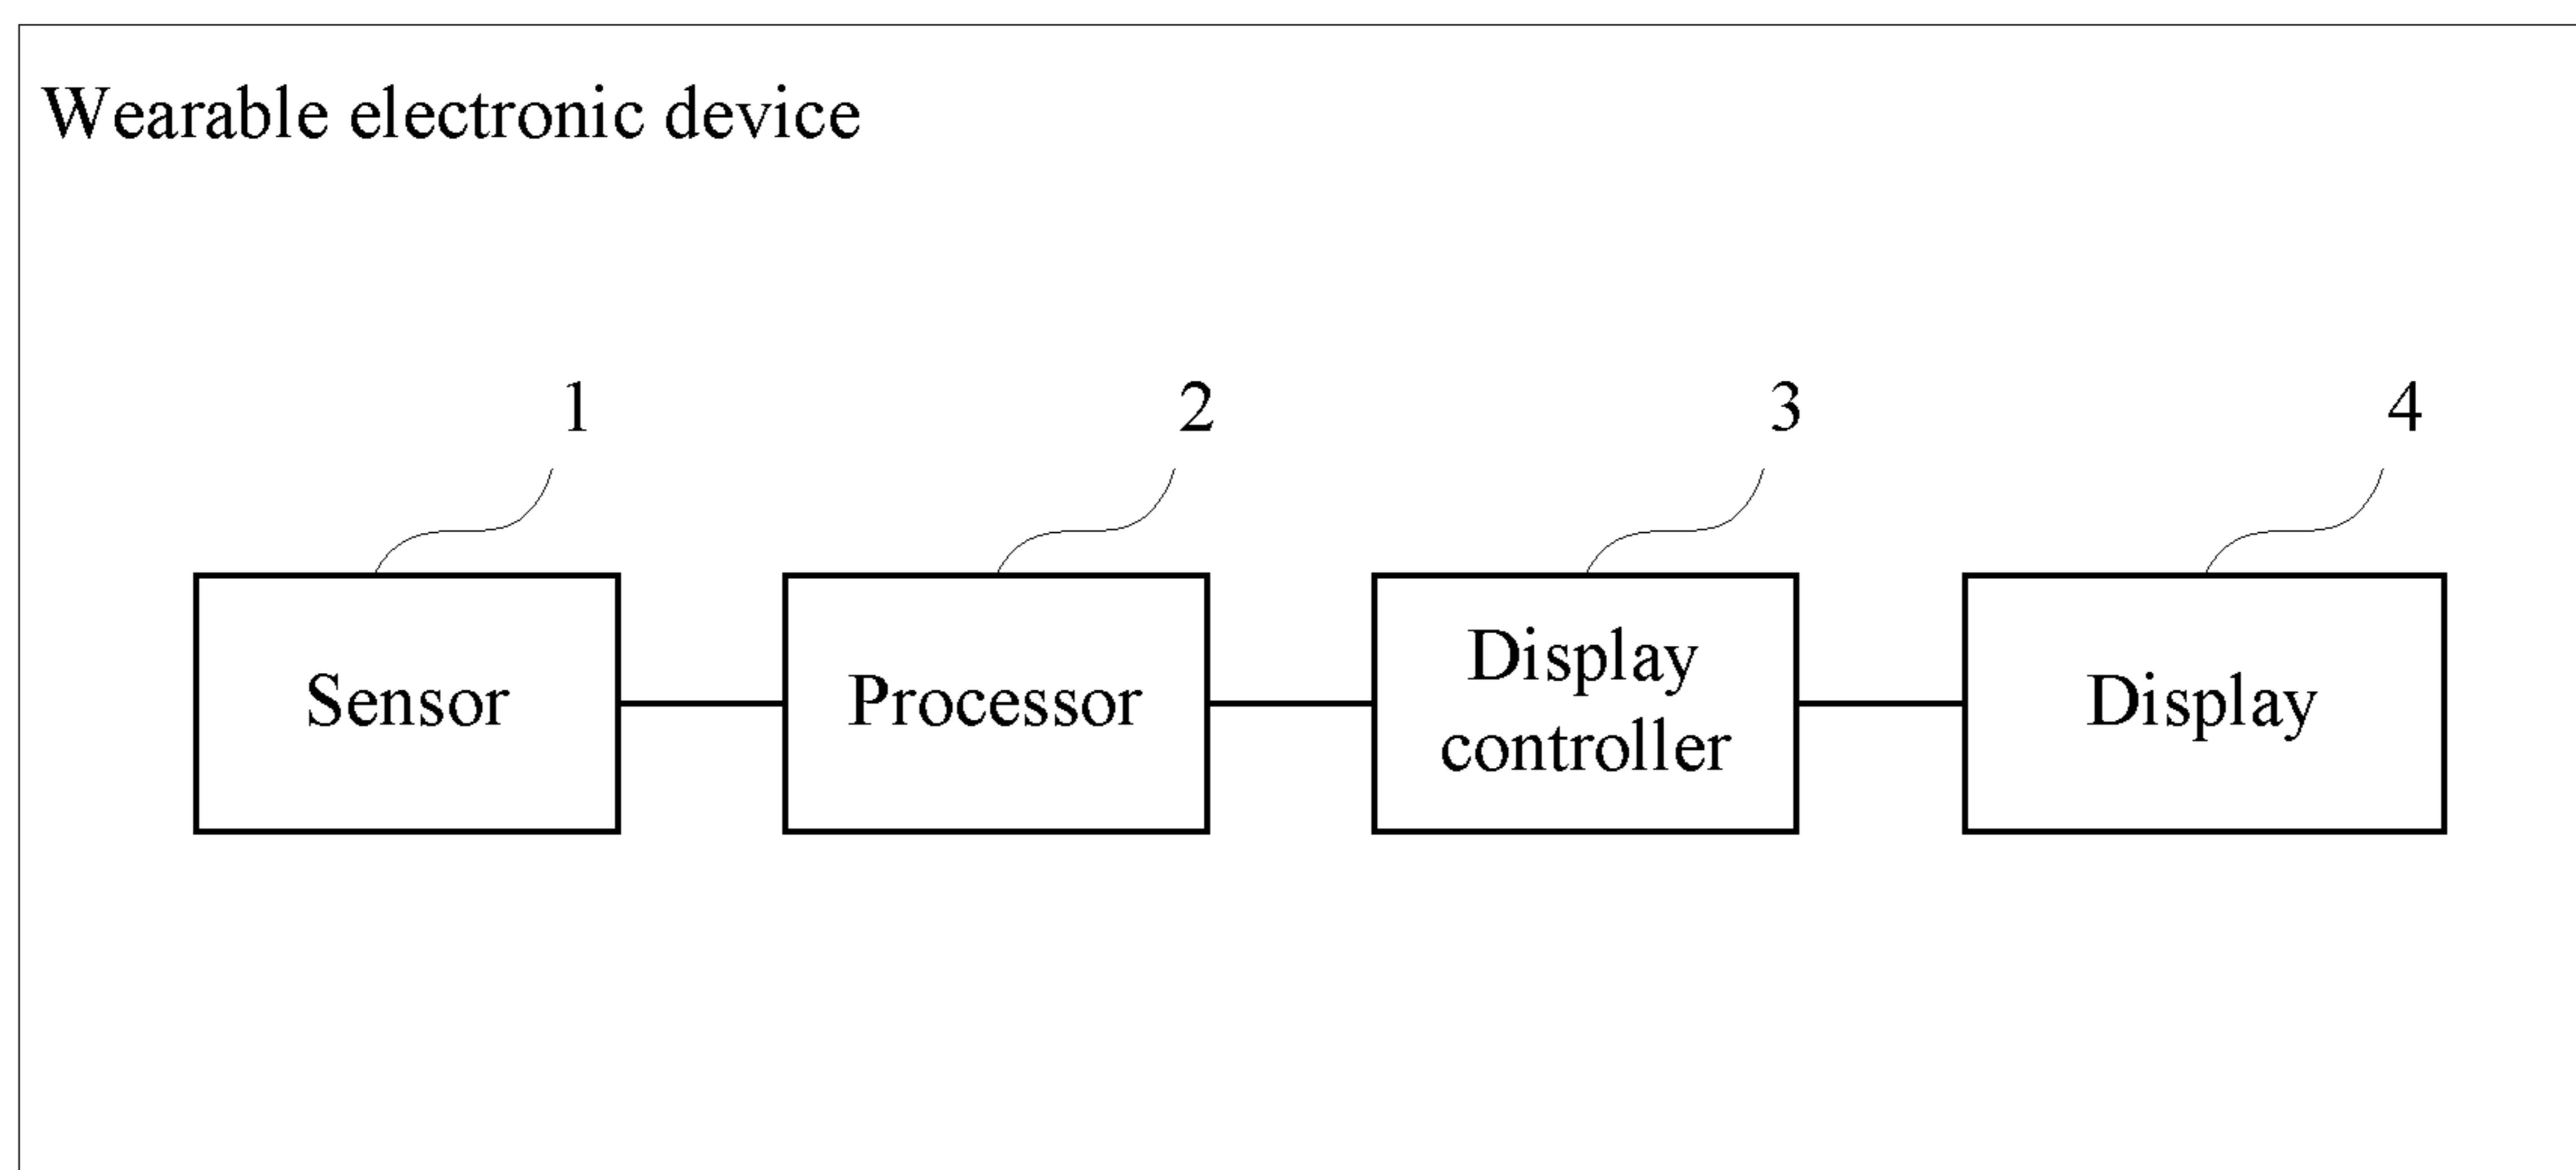 Wearable electronic device
1
2
3
4
Sensor
Processor
Display
controller
Display